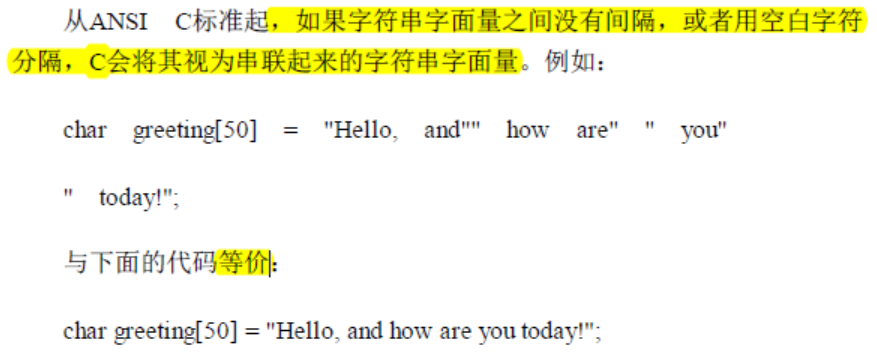 从ANSI C标准起，如果字符串字面量之间没有间隔，或者用空白字符
分隔，C会将其视为串联起来的字符串字面量。例如：
char greeting[50] = "Hello, and"" how are" " you"
" today!";
与下面的代码等价：
char greeting[50] = "Hello, and how are you today!";